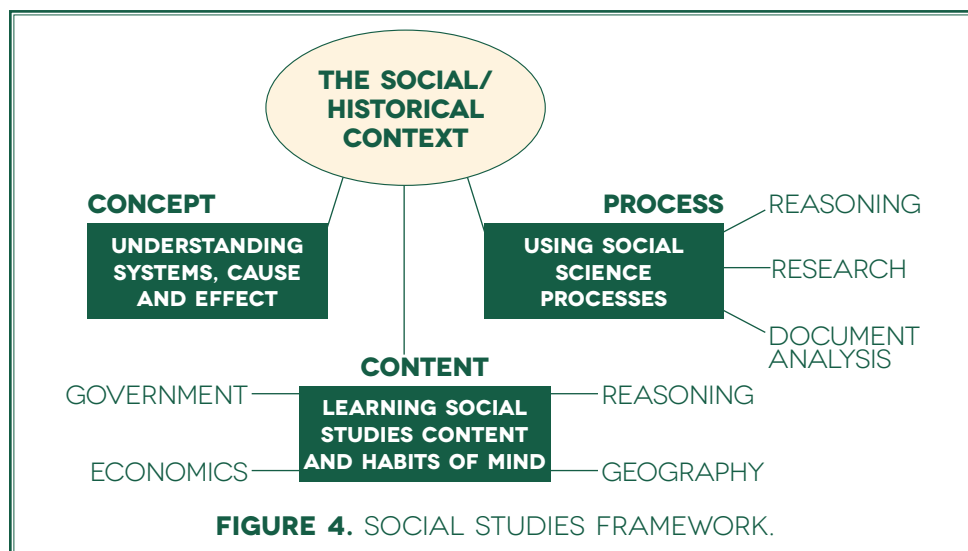 THE SOCIAL/
HISTORICAL
CONTEXT
CONCEPT
UNDERSTANDING
SYSTEMS, CAUSE
AND EFFECT
PROCESS
USING SOCIAL
SCIENCE
PROCESSES
REASONING
RESEARCH
DOCUMENT
ANALYSIS
CONTENT
LEARNING SOCIAL
STUDIES CONTENT
AND HABITS OF MIND
GOVERNMENT
ECONOMICS
REASONING
GEOGRAPHY
FIGURE 4. SOCIAL STUDIES FRAMEWORK.